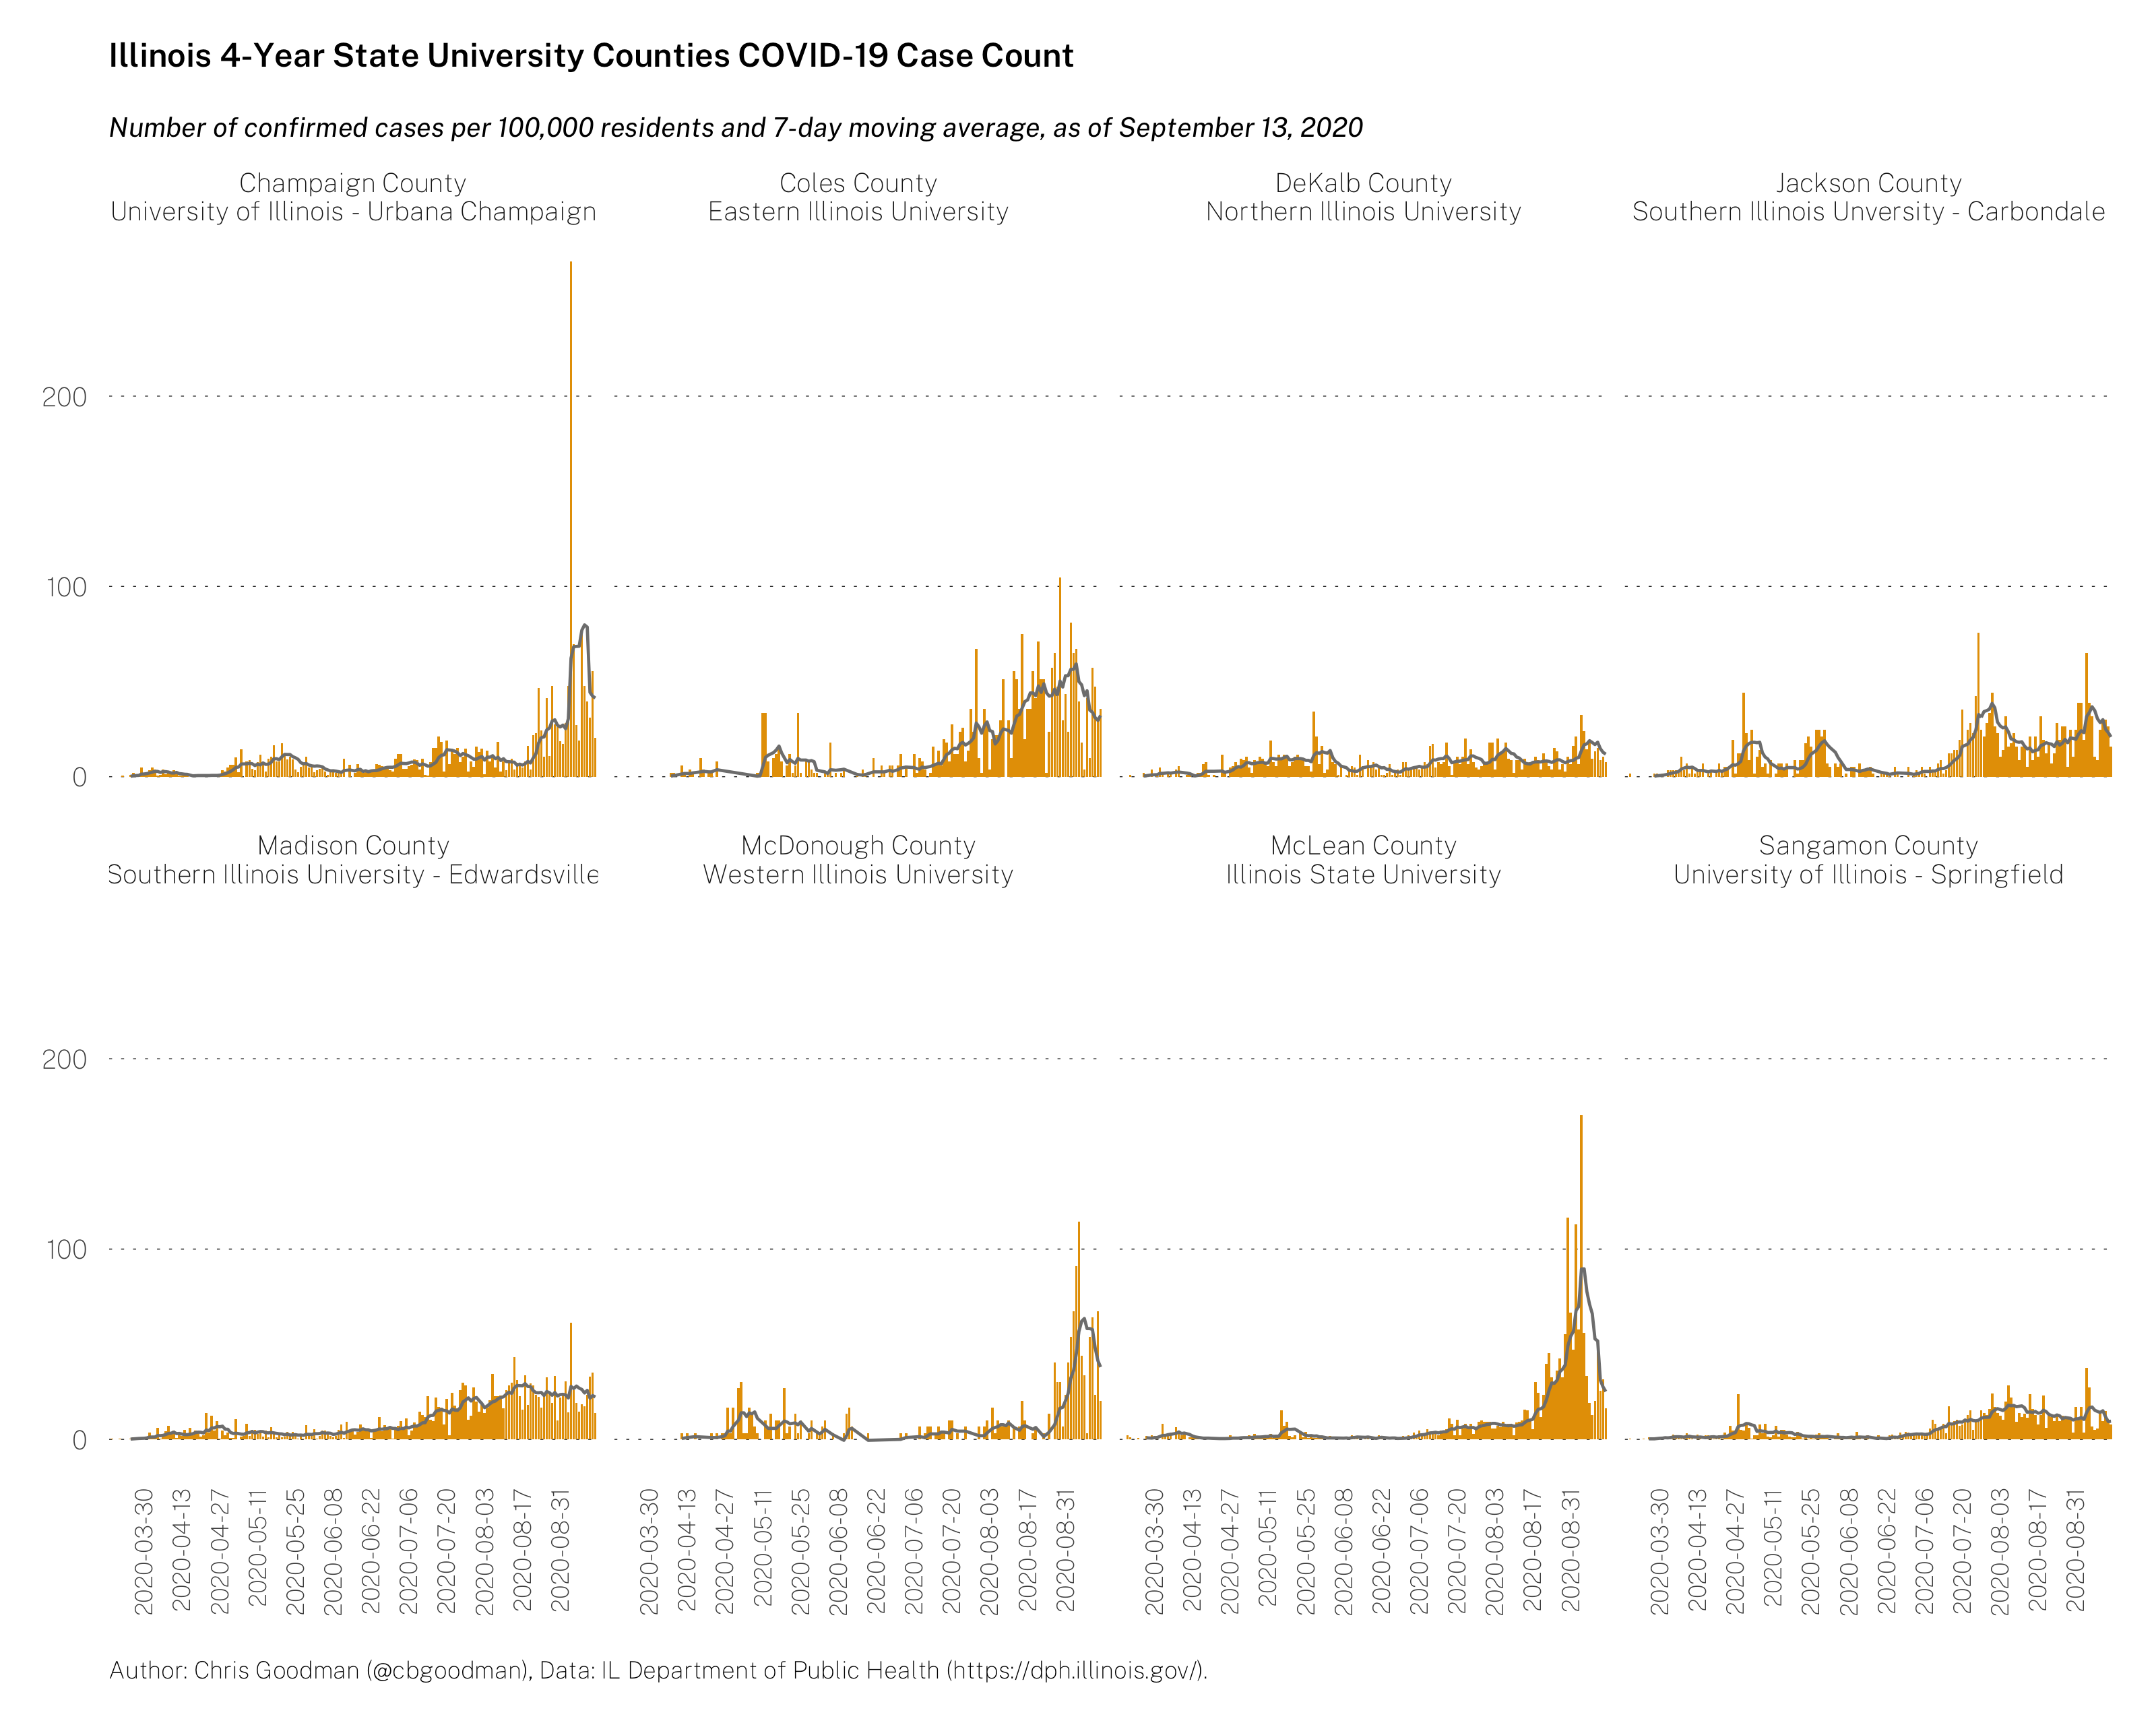 Illinois 4-Year State University Counties COVID-19 Case Count
Number of confirmed cases per 100,000 residents and 7-day moving average, as of September 13, 2020
Champaign County
University of Illinois - Urbana Champaign
Coles County
Eastern Illinois University
DeKalb County
Northern Illinois University
Jackson County
Southern Illinois Unversity - Carbondale
200
100
0
Madison County
Southern Illinois University - Edwardsville
McDonough County
Western Illinois University
McLean County
Illinois State University
Sangamon County
University of Illinois - Springfield
200
100
0
2020-03-30
2020-04-13
2020-04-27
2020-05-11
2020-05-25
2020-06-08
2020-06-22
2020-07-06
2020-07-20
2020-08-03
2020-08-17
2020-08-31
2020-03-30
2020-04-13
2020-04-27
2020-05-11
2020-05-25
2020-06-08
2020-06-22
2020-07-06
2020-07-20
2020-08-03
2020-08-17
2020-08-31
2020-03-30
2020-04-13
2020-04-27
2020-05-11
2020-05-25
2020-06-08
2020-06-22
2020-07-06
2020-07-20
2020-08-03
2020-08-17
2020-08-31
2020-03-30
2020-04-13
2020-04-27
2020-05-11
2020-05-25
2020-06-08
2020-06-22
2020-07-06
2020-07-20
2020-08-03
2020-08-17
2020-08-31
Author: Chris Goodman (@cbgoodman), Data: IL Department of Public Health (https://dph.illinois.gov/).